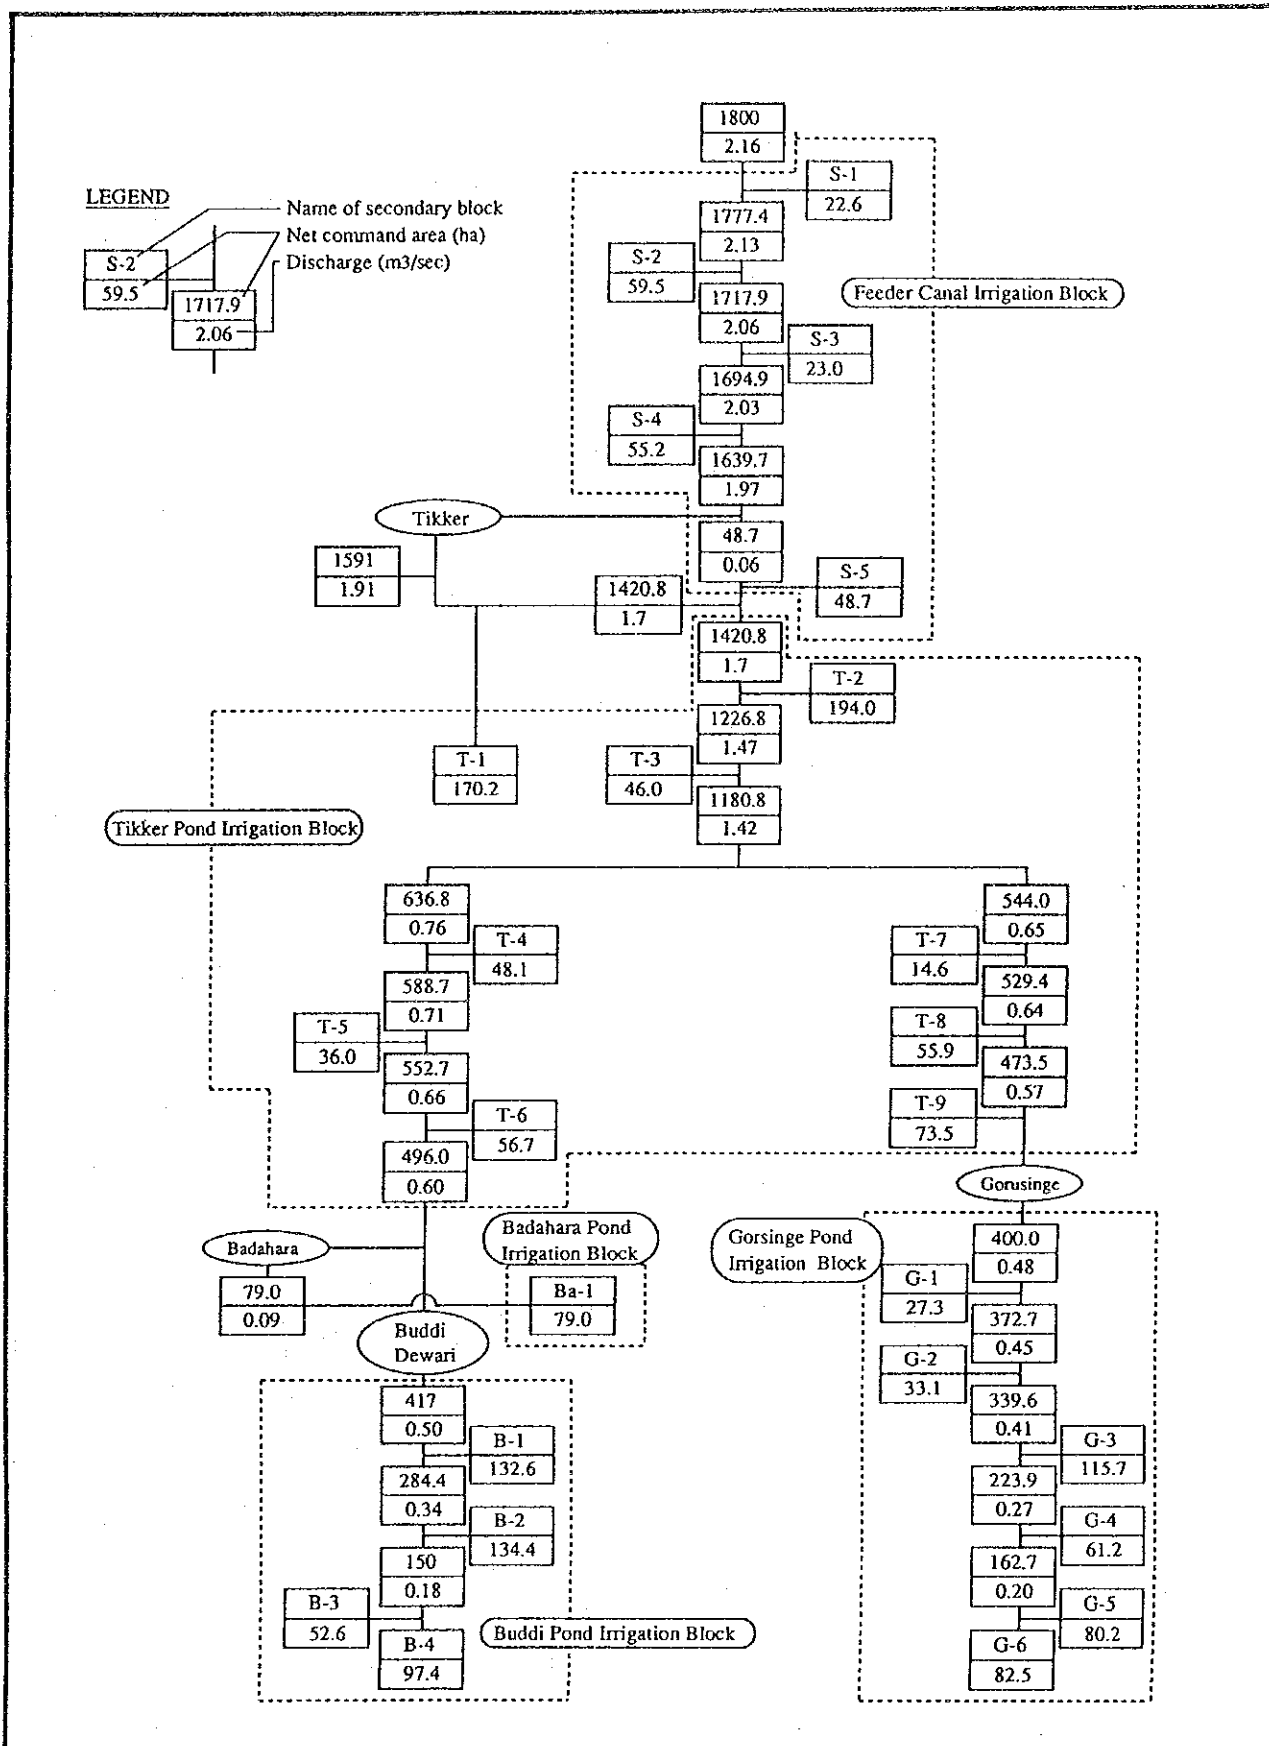 1800
2.16
LEGEND
Name of secondary block
Net command area (ha)
Discharge (m3/sec)
S-2
59.5
1717.9
2.06
S-1
22.6
1777.4
2.13
S-2
59.5
Feeder Canal Irrigation Block
1717.9
2.06
S-3
23.0
1694.9
2.03
S-4
55.2
1639.7
1.97
Tikker
48.7
0.06
1591
1.91
S-5
48.7
1420.8
1.7
1420.8
1.7
T-2
194.0
1226.8
1.47
T-1
170.2
T-3
46.0
1180.8
1.42
Tikker Pond Irrigation Block
636.8
0.76
544.0
0.65
T-4
48.1
T-7
14.6
588.7
0.71
529.4
0.64
T-5
36.0
T-8
55.9
552.7
0.66
473.5
0.57
T-6
56.7
T-9
73.5
496.0
0.60
Gorusinge
Badahara
Badahara Pond
Irrigation Block
Gorsinge Pond
Irrigation Block
400.0
0.48
79.0
0.09
Ba-1
79.0
G-1
27.3
Buddi
Dewari
372.7
0.45
G-2
33.1
417
0.50
339.6
0.41
B-1
132.6
G-3
115.7
284.4
0.34
223.9
0.27
B-2
134.4
G-4
61.2
150
0.18
162.7
0.20
B-3
52.6
G-5
80.2
B-4
97.4
Buddi Pond Irrigation Block
G-6
82.5